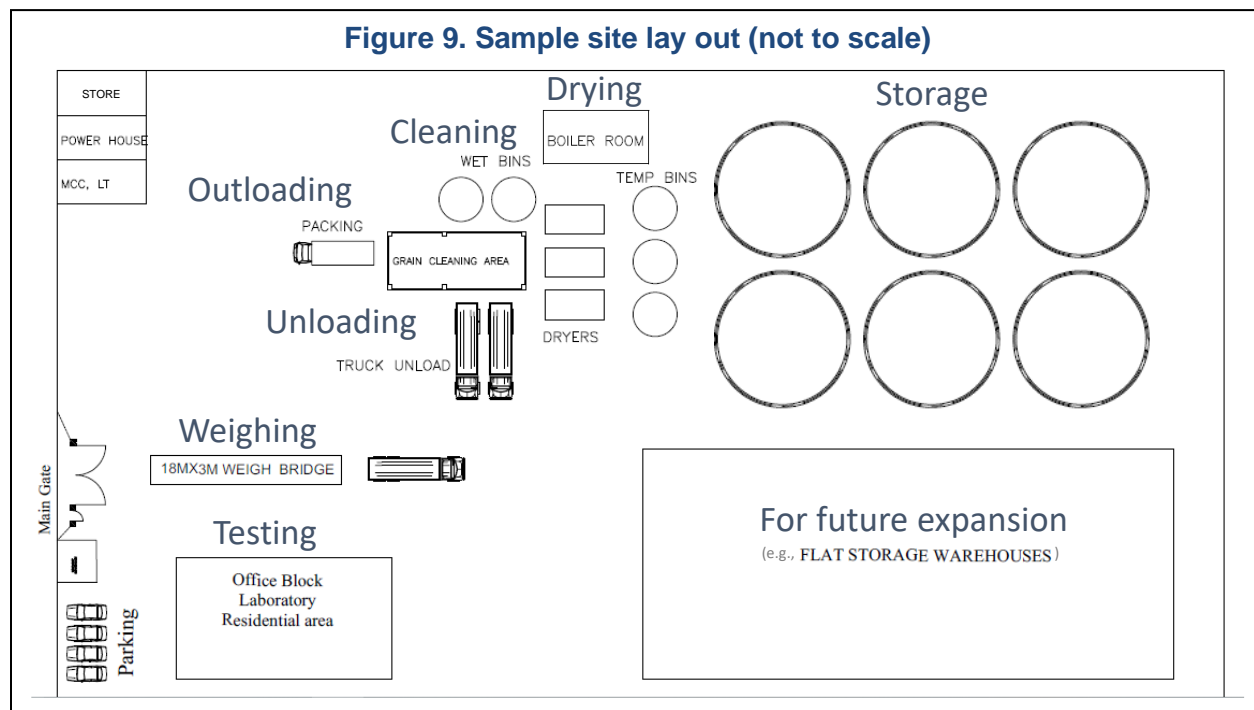 Figure 9. Sample site lay out (not to scale)
STORE
POWER HOUSE
MCC, LT
Drying
BOILER ROOM
Storage
Cleaning
WET BINS
TEMP BINS
Outloading
PACKING
GRAIN CLEANING AREA
Unloading
TRUCK UNLOAD
DRYERS
Weighing
18MX3M WEIGH BRIDGE
Main Gate
Testing
Office Block
Laboratory
Residential area
Parking
For future expansion
(e.g., FLAT STORAGE WAREHOUSES)